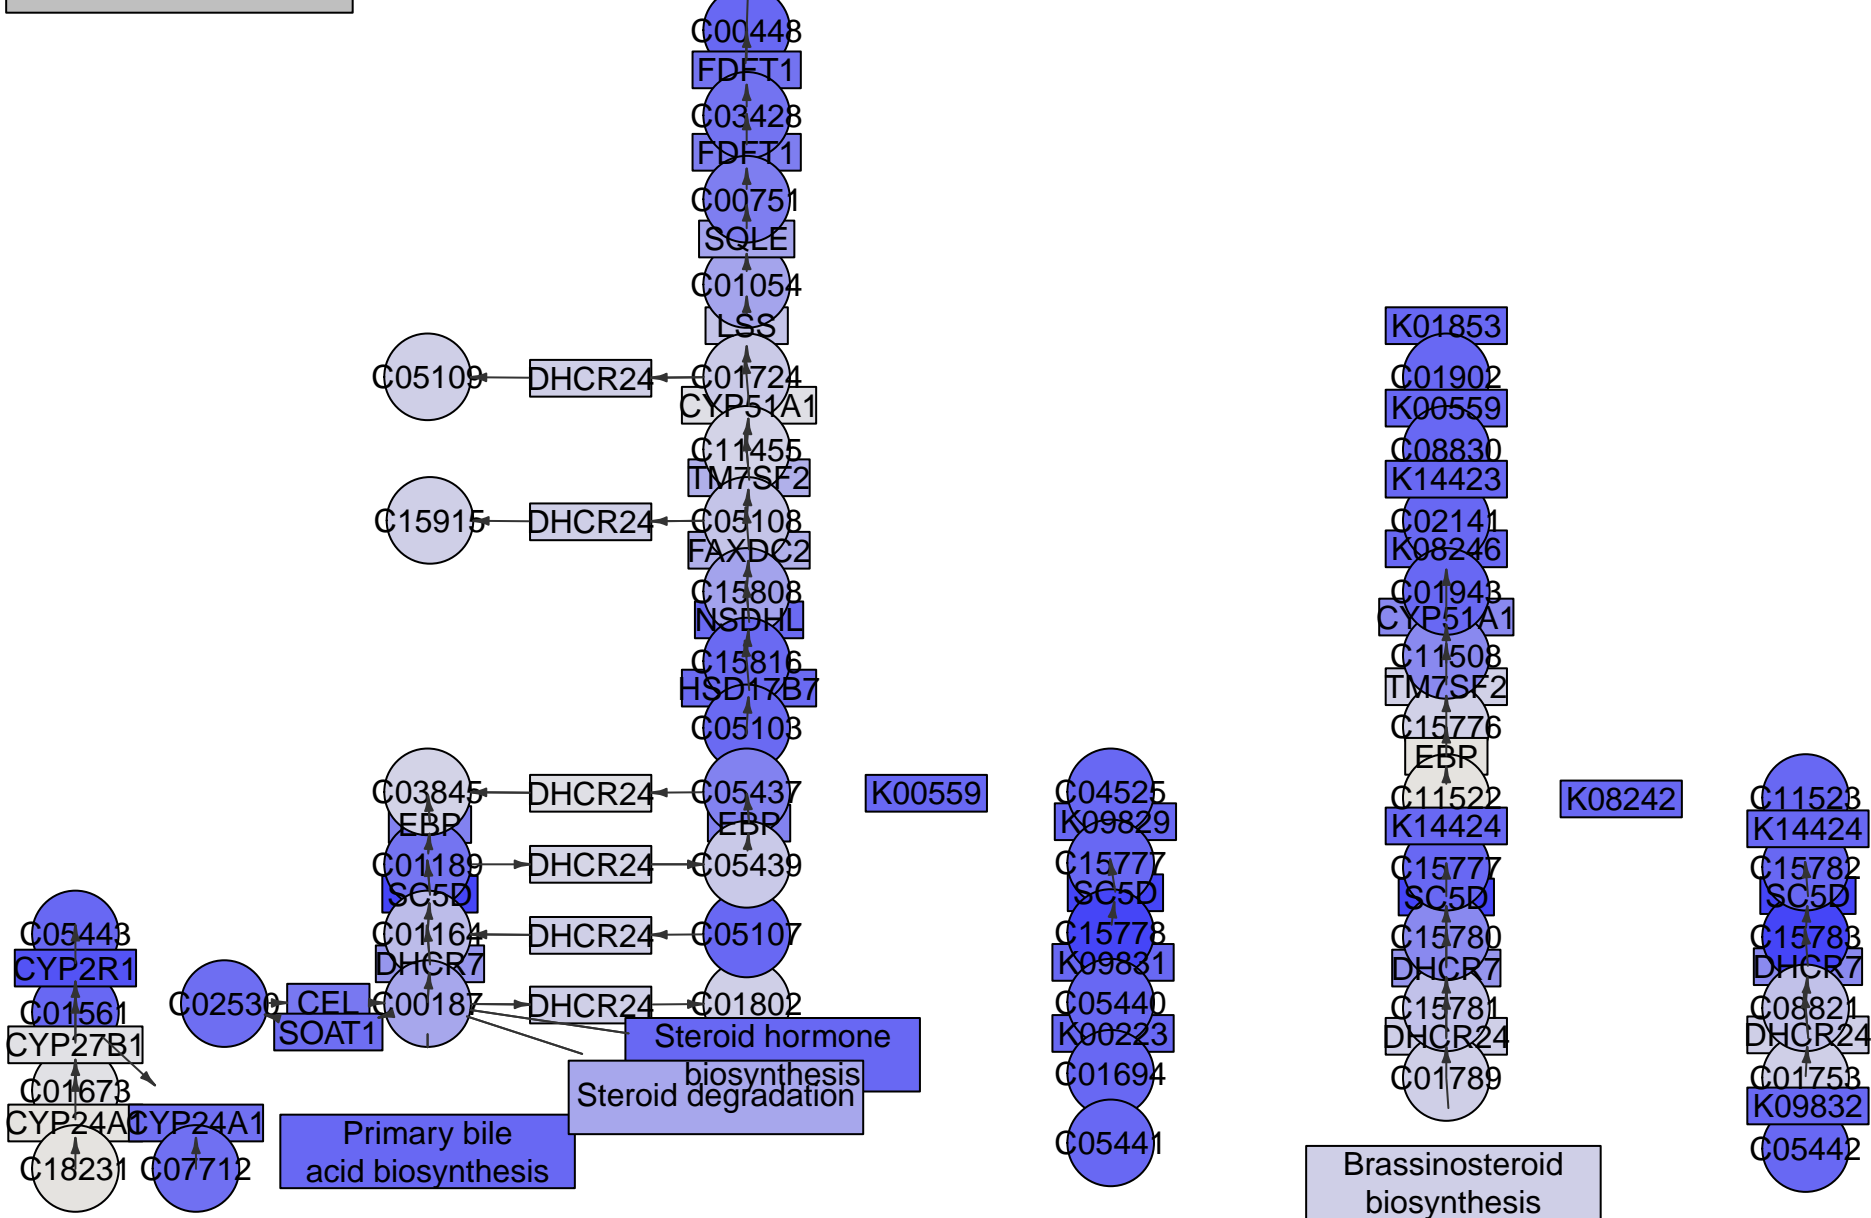 C00448
FDFT1
C03428
FDFT1
C00751
SQLE
C01054
LSS
C05109
DHCR24
C01724
CYP51A1
C11455
TM7SF2
C15915
DHCR24
C05108
FAXDC2
C15808
NSDHL
C15816
HSD17B7
C05103
C03845
DHCR24
C05437
EBP
EBP
C01189
DHCR24
C05439
SC5D
C01164
DHCR24
C05107
DHCR7
C02530
CEL
SOAT1
C00187
DHCR24
C01802
Steroid hormone
biosynthesis
Steroid degradation
Primary bile
acid biosynthesis
C05443
CYP2R1
C01561
CYP27B1
C01673
CYP24A1
CYP24A1
C18231
C07712
K00559
C04525
K09829
C15777
SC5D
C15778
K09831
C05440
K00223
C01694
C05441
K01853
C01902
K00559
C08830
K14423
C02141
K08246
C01943
CYP51A1
C11508
TM7SF2
C15776
EBP
C11522
K14424
C15777
SC5D
C15780
DHCR7
C15781
DHCR24
C01789
Brassinosteroid
biosynthesis
K08242
C11523
K14424
C15782
SC5D
C15783
DHCR7
C08821
DHCR24
C01753
K09832
C05442